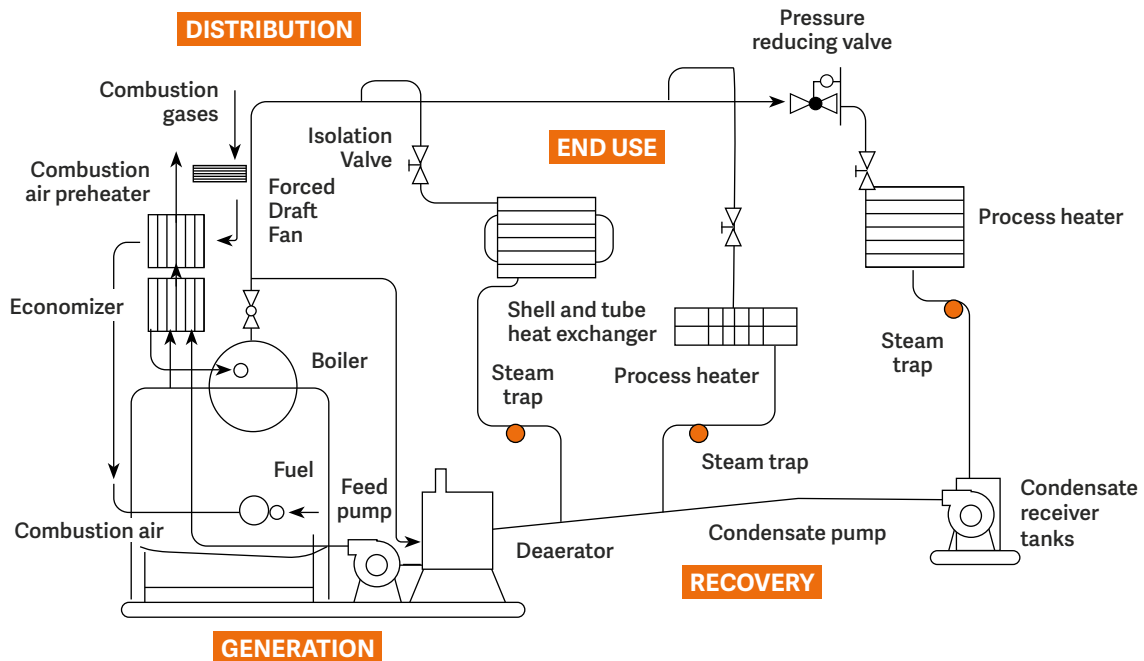 DISTRIBUTION
Pressure
reducing valve
Combustion
gases
Isolation
Valve
END USE
Combustion
air preheater
Forced
Draft
Fan
Process heater
Economizer
Shell and tube
heat exchanger
Boiler
Steam
trap
Process heater
Steam
trap
Steam trap
Fuel
Feed
pump
Combustion air
Deaerator
Condensate pump
Condensate
receiver
tanks
RECOVERY
GENERATION